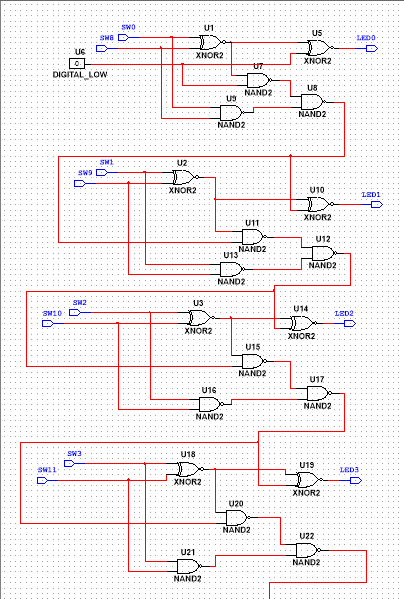 SW0
U1
U5
LED0
SW8
XNOR2
XNOR2
U6
0
DIGITAL_LOW
U7
NAND2
U8
NAND2
U9
NAND2
SW1
U2
SW9
XNOR2
U10
LED1
XNOR2
U11
NAND2
U12
NAND2
U13
NAND2
SW2
U3
SW10
XNOR2
U14
LED2
XNOR2
U15
NAND2
U16
NAND2
U17
NAND2
SW3
U18
SW11
XNOR2
U19
LED3
XNOR2
U20
NAND2
U21
NAND2
U22
NAND2